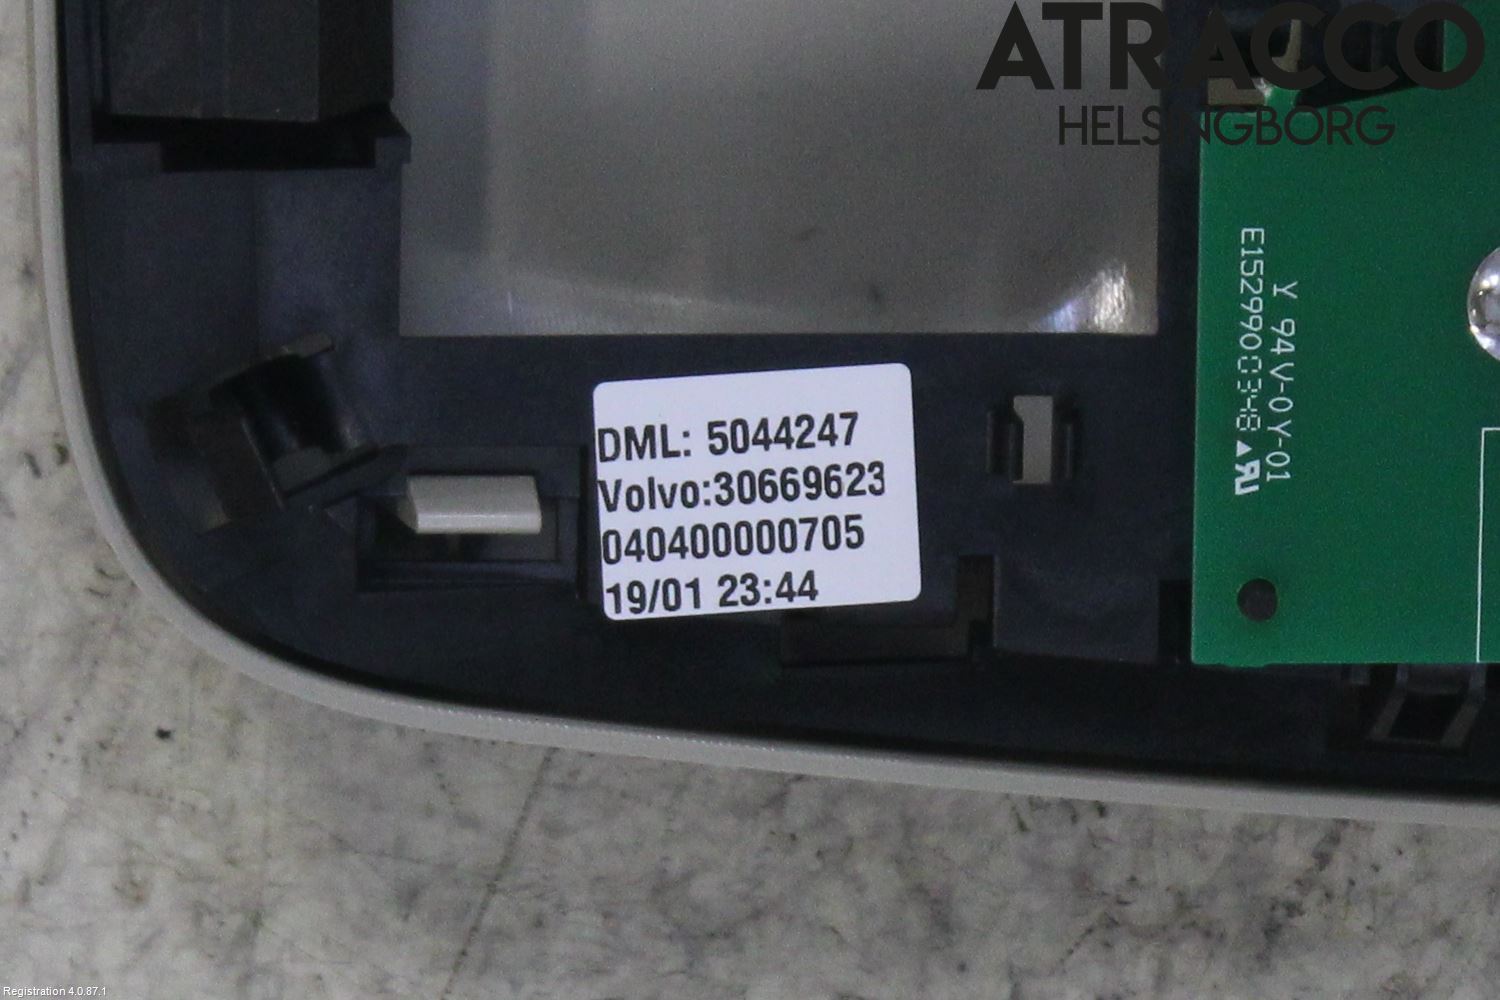 ATRACCO
HELSINGBORG
E1529900348
Y 94V-0Y-01
DML: 5044247
Volvo:30669623
040400000705
19/01 23:44
Registration 4.0.87.1